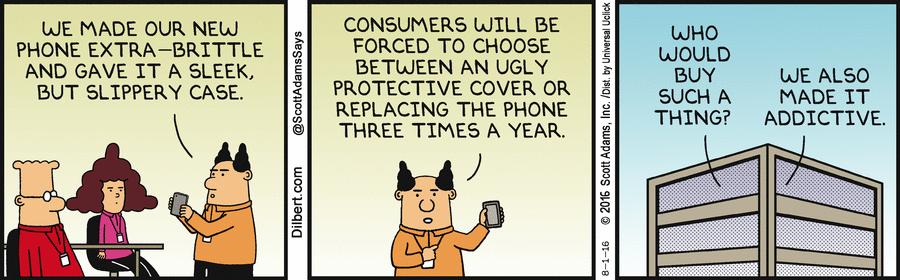 WE MADE OUR NEW
PHONE EXTRA—BRITTLE
AND GAVE IT A SLEEK,
BUT SLIPPERY CASE.
Dilbert.com @ScottAdamsSays
CONSUMERS WILL BE
FORCED TO CHOOSE
BETWEEN AN UGLY
PROTECTIVE COVER OR
REPLACING THE PHONE
THREE TIMES A YEAR.
8-1-16 © 2016 Scott Adams, Inc. /Dist. by Universal Uclick
WHO
WOULD
BUY
SUCH A
THING?
WE ALSO
MADE IT
ADDICTIVE.